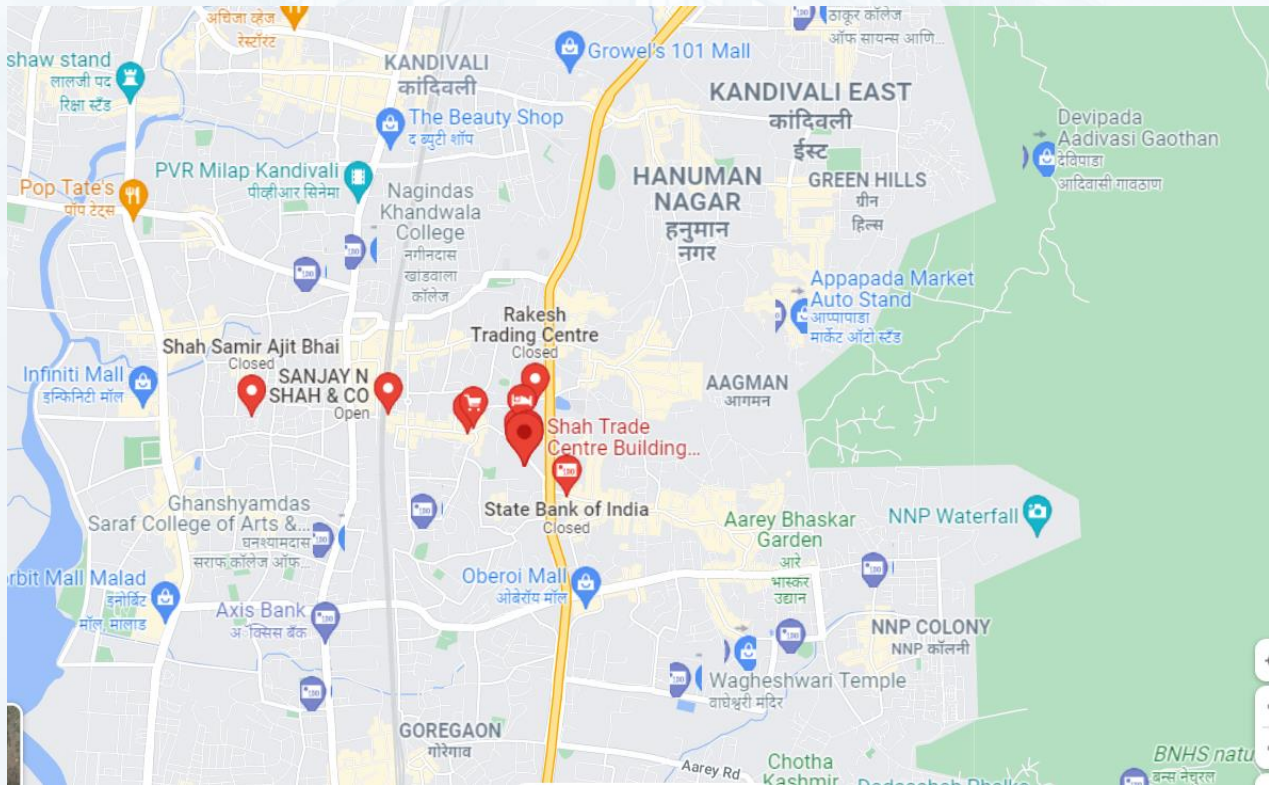 अचिजा व्हेज
रेस्टॉरंट
shaw stand
लालजी पद
रिक्षा स्टँड
KANDIVALI
कांदिवली
Growel's 101 Mall
ठाकूर कॉलेज
ऑफ सायन्स आणि...
KANDIVALI EAST
कांदिवली
ईस्ट
Devipada
Aadivasi Gaothan
देविपाडा
आदिवासी गावठाण
The Beauty Shop
द ब्युटी शॉप
PVR Milap Kandivali
पीव्हीआर सिनेमा
Pop Tate's
पॉप टेट्स
Nagindas
Khandwala
College
नगीनदास
खांडवाला
कॉलेज
HANUMAN
NAGAR
हनुमान
नगर
GREEN HILLS
ग्रीन
हिल्स
Appapada Market
Auto Stand
आप्पापाडा
मार्केट ऑटो स्टँड
Rakesh
Trading Centre
Closed
Shah Samir Ajit Bhai
Closed
Infiniti Mall
इन्फिनिटी मॉल
SANJAY N
SHAH & CO
Open
AAGMAN
आगमन
Shah Trade
Centre Building...
State Bank of India
Closed
Ghanshyamdas
Saraf College of Arts &...
घनश्यामदास
सराफ कॉलेज ऑफ...
Aarey Bhaskar
Garden
आरे
भास्कर
उद्यान
NNP Waterfall
orbit Mall Malad
इनोर्बिट
मॉल, मालाड
Oberoi Mall
ओबेरॉय मॉल
Axis Bank
अ‍ॅक्सिस बँक
NNP COLONY
NNP कॉलनी
Wagheshwari Temple
वाघेश्वरी मंदिर
GOREGAON
गोरेगाव
Aarey Rd
Chotha
Kashmir
BNHS natu
बन्स नेचुरल